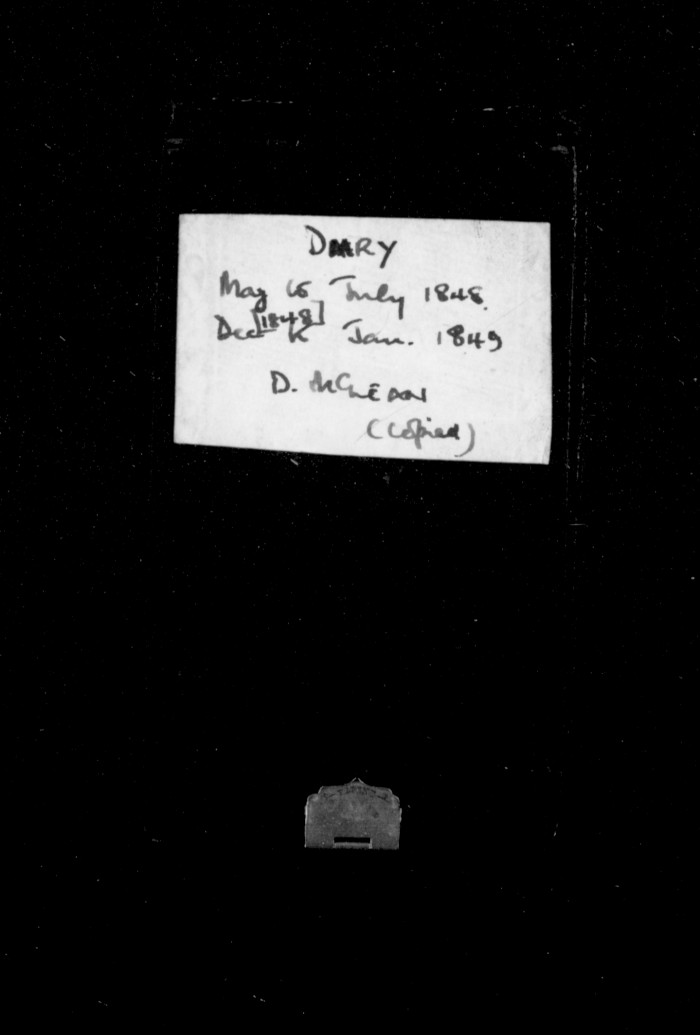 DIARY
May to July 1848.
[1848]
Dec to Jan. 1849
D. McLEAN
(Copied)